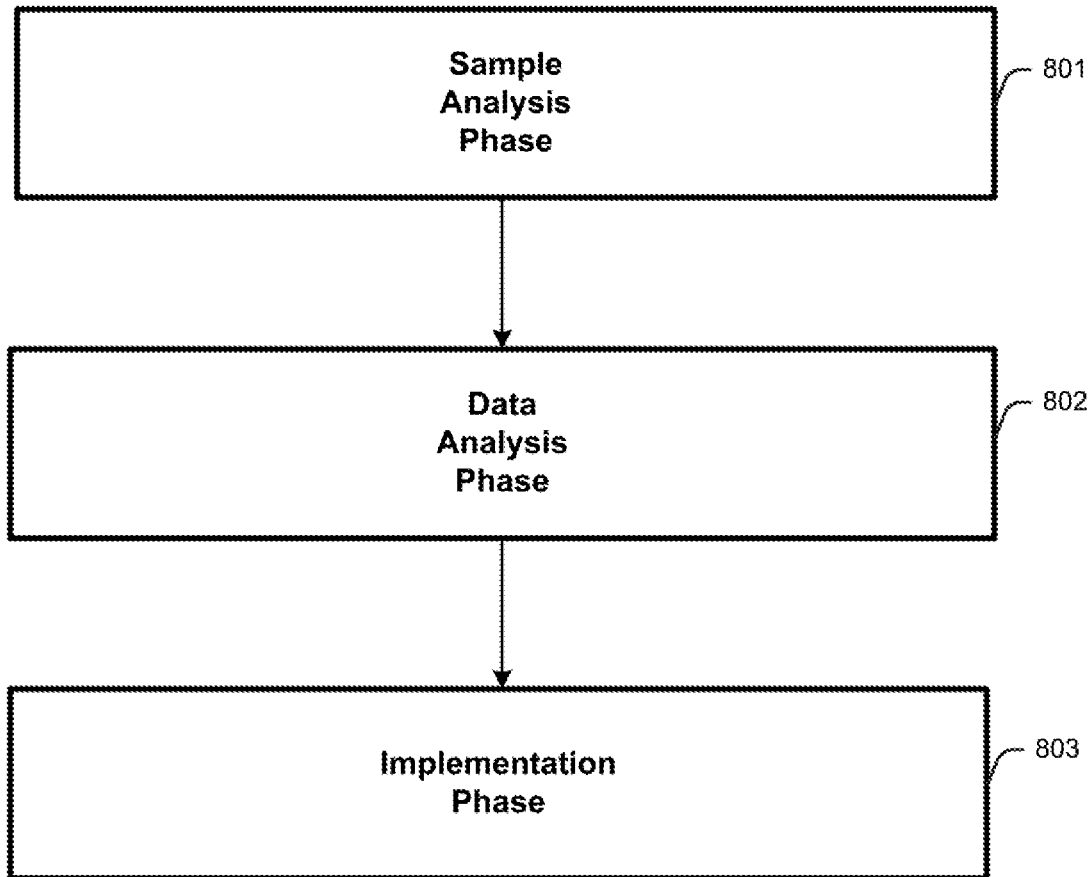 Sample
Analysis
Phase
801
Data
Analysis
Phase
802
Implementation
Phase
803